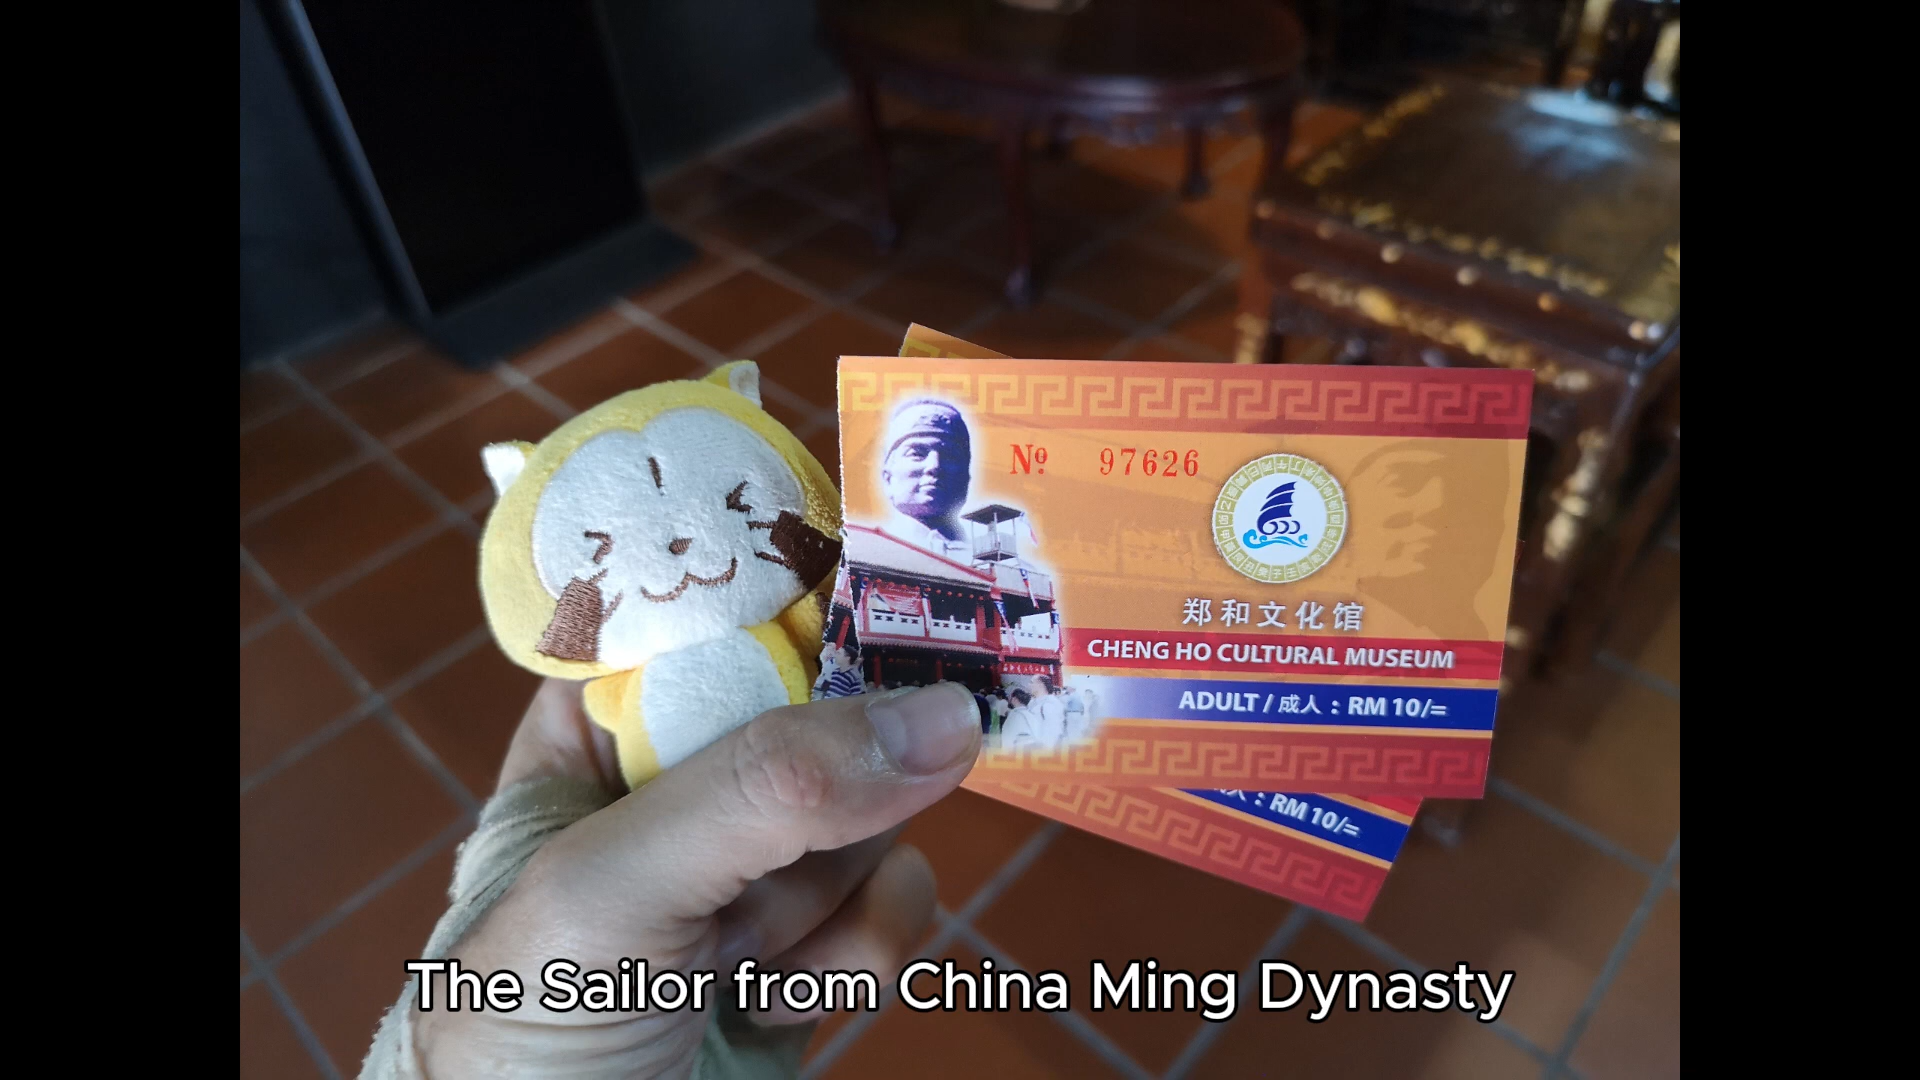 № 97626
郑和文化馆
CHENG HO CULTURAL MUSEUM
ADULT / 成人 : RM 10/=
: RM 10/=
The Sailor from China Ming Dynasty